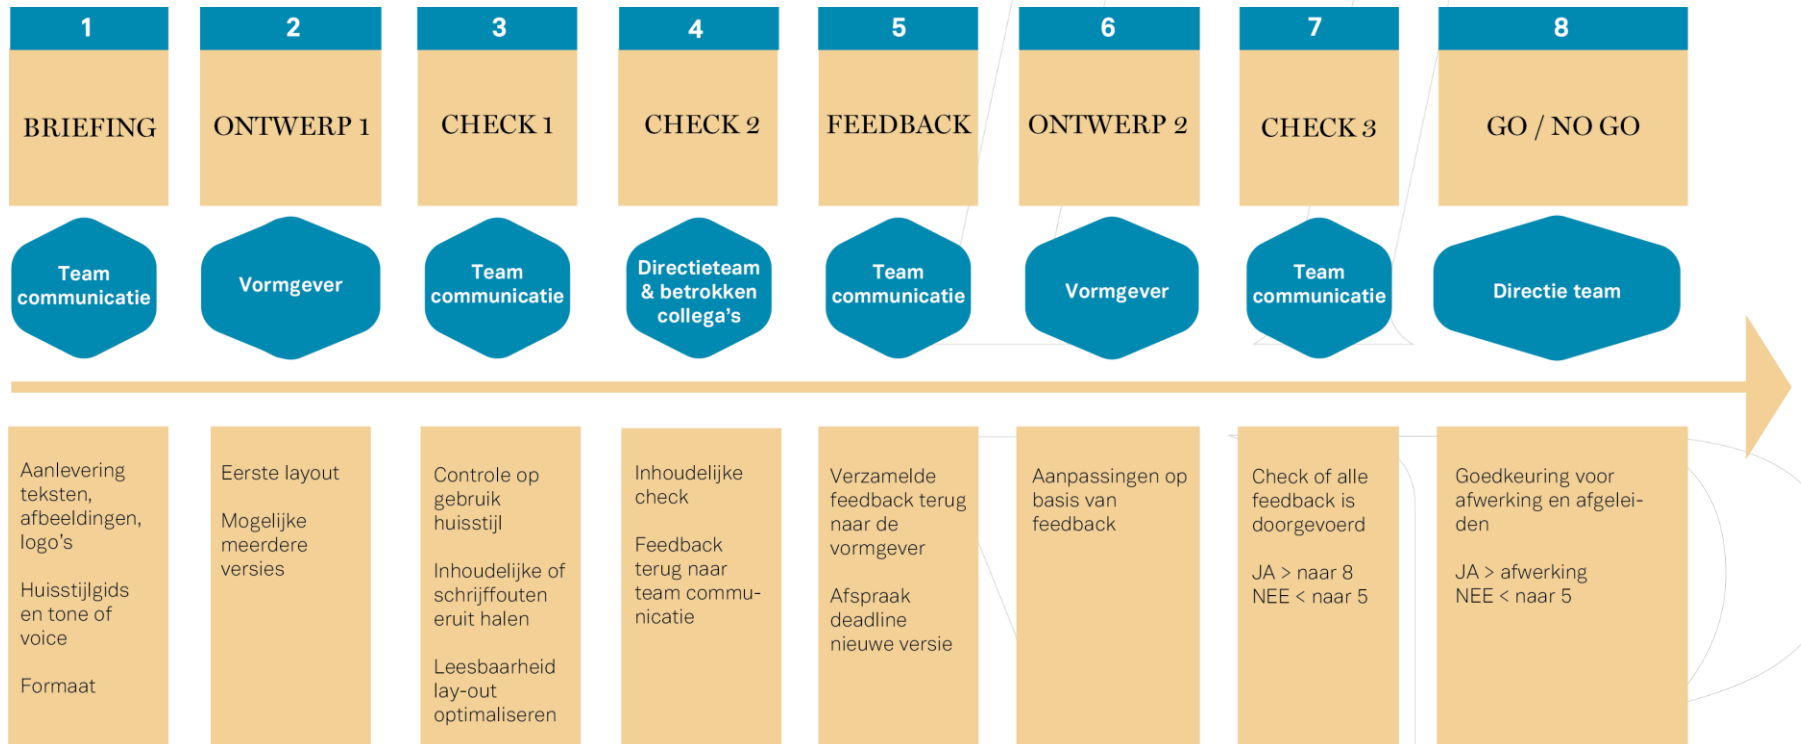 1
BRIEFING
Team
communicatie
Aanlevering
teksten,
afbeeldingen,
logo's
Huisstijlgids
en tone of
voice
Formaat
2
ONTWERP 1
Vormgever
Eerste layout
Mogelijke
meerdere
versies
3
CHECK 1
Team
communicatie
Controle op
gebruik
huisstijl
Inhoudelijke of
schrijffouten
eruit halen
Leesbaarheid
lay-out
optimaliseren
4
CHECK 2
Directieteam
& betrokken
collega's
Inhoudelijke
check
Feedback
terug naar
team commu-
nicatie
5
FEEDBACK
Team
communicatie
Verzamelde
feedback terug
naar de
vormgever
Afspraak
deadline
nieuwe versie
6
ONTWERP 2
Vormgever
Aanpassingen op
basis van
feedback
7
CHECK 3
Team
communicatie
Check of alle
feedback is
doorgevoerd
JA > naar 8
NEE < naar 5
8
GO / NO GO
Directie team
Goedkeuring voor
afwerking en afgelei-
den
JA > afwerking
NEE < naar 5